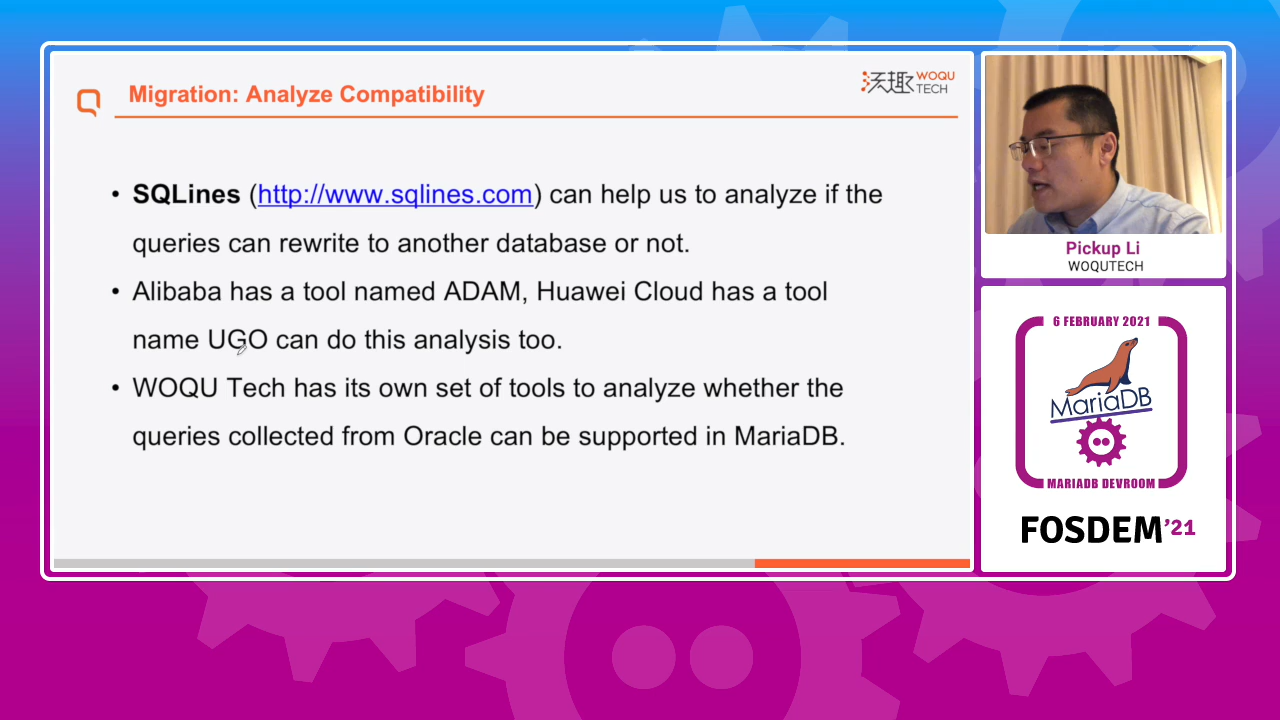 Migration: Analyze Compatibility
沃趣 WOQU
TECH
• SQLines (http://www.sqlines.com) can help us to analyze if the
queries can rewrite to another database or not.
• Alibaba has a tool named ADAM, Huawei Cloud has a tool
name UGO can do this analysis too.
• WOQU Tech has its own set of tools to analyze whether the
queries collected from Oracle can be supported in MariaDB.
Pickup Li
WOQUTECH
6 FEBRUARY 2021
MariaDB
MARIADB DEVROOM
FOSDEM'21